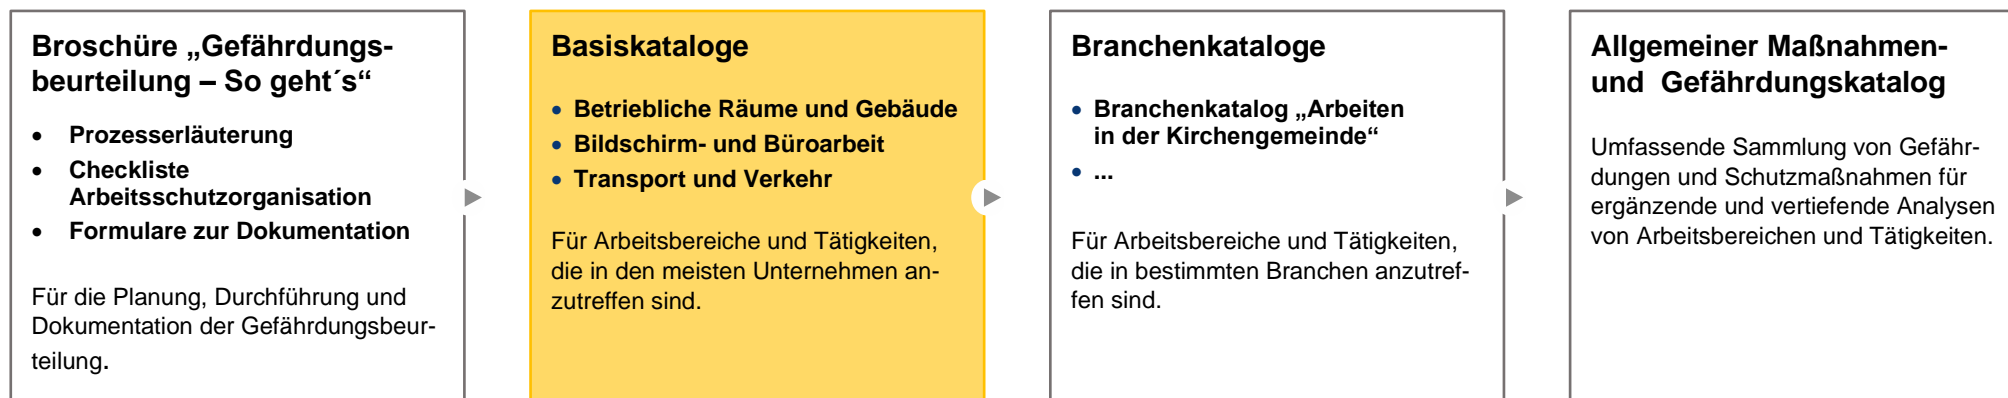 Broschüre „Gefährdungs-
beurteilung – So geht´s“
• Prozesserläuterung
• Checkliste
Arbeitsschutzorganisation
• Formulare zur Dokumentation
Für die Planung, Durchführung und
Dokumentation der Gefährdungsbeur-
teilung.
Basiskataloge
• Betriebliche Räume und Gebäude
• Bildschirm- und Büroarbeit
• Transport und Verkehr
Für Arbeitsbereiche und Tätigkeiten,
die in den meisten Unternehmen an-
zutreffen sind.
Branchenkataloge
• Branchenkatalog „Arbeiten
in der Kirchengemeinde“
• ...
Für Arbeitsbereiche und Tätigkeiten,
die in bestimmten Branchen anzutref-
fen sind.
Allgemeiner Maßnahmen-
und Gefährdungskatalog
Umfassende Sammlung von Gefähr-
dungen und Schutzmaßnahmen für
ergänzende und vertiefende Analysen
von Arbeitsbereichen und Tätigkeiten.